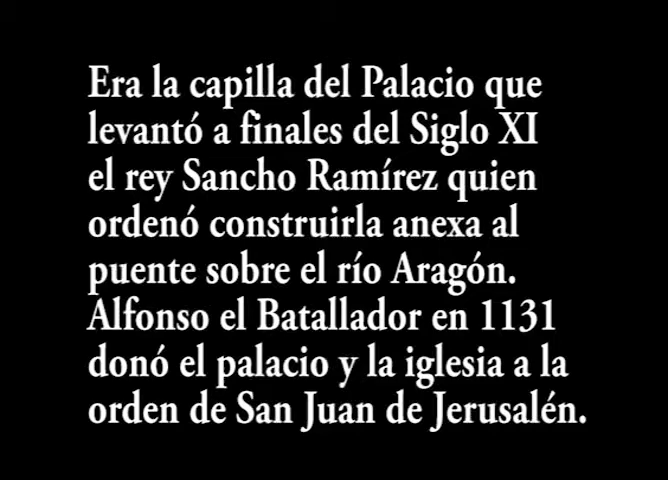 Era la capilla del Palacio que
levantó a finales del Siglo XI
el rey Sancho Ramírez quien
ordenó construirla anexa al
puente sobre el río Aragón.
Alfonso el Batallador en 1131
donó el palacio y la iglesia a la
orden de San Juan de Jerusalén.